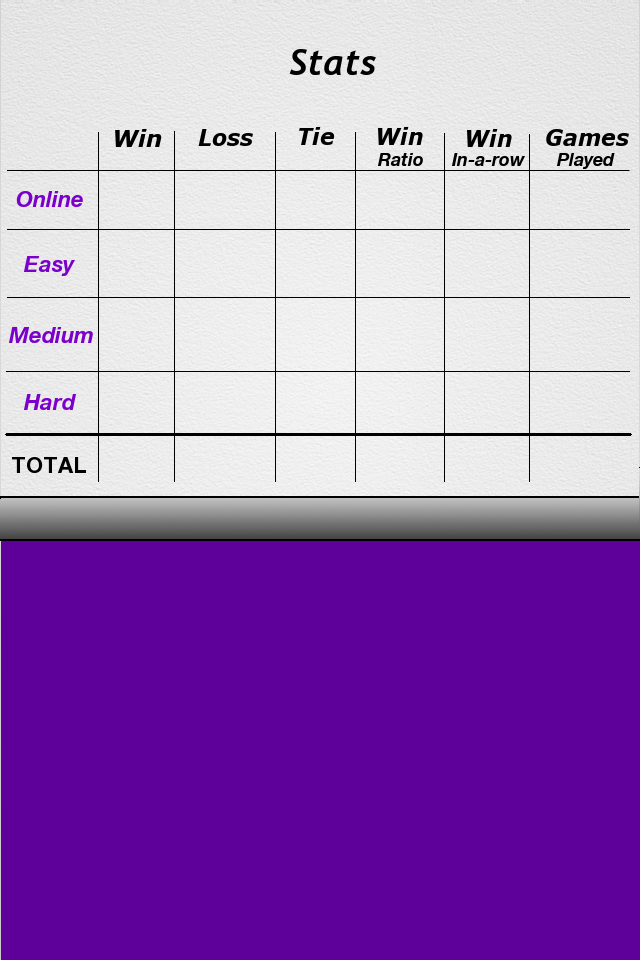 Stats
Win Loss Tie Win Win Games
Ratio In-a-row Played
Online
Easy
Medium
Hard
TOTAL